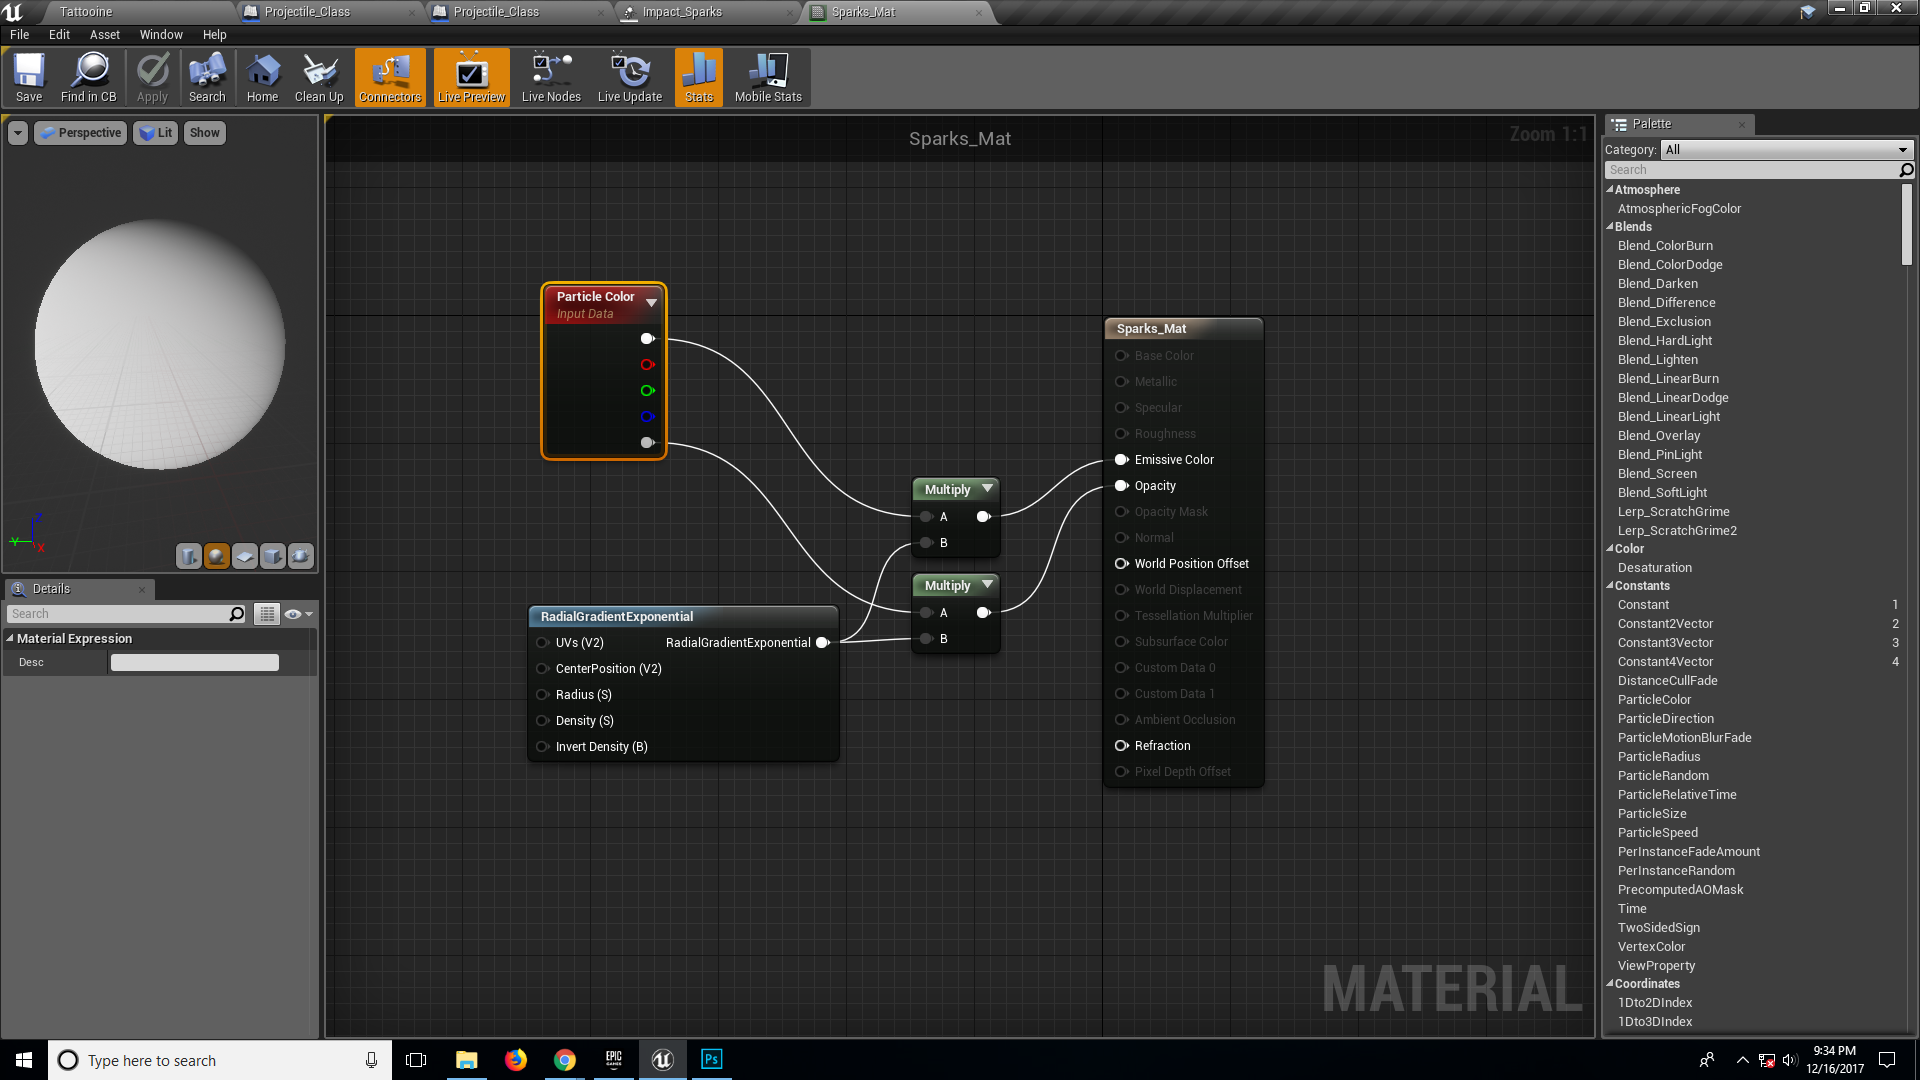 Tattooine
Projectile_Class
Projectile_Class
Impact_Sparks
Sparks_Mat
File Edit Asset Window Help
Save
Find in CB
Apply
Search
Home
Clean Up
Connectors
Live Preview
Live Nodes
Live Update
Stats
Mobile Stats
Perspective
Lit
Show
Z
Y
X
Details
Search
Material Expression
Desc
Sparks_Mat
Zoom 1:1
Particle Color
Input Data
Multiply
A
B
Multiply
A
B
RadialGradientExponential
UVs (V2) RadialGradientExponential
CenterPosition (V2)
Radius (S)
Density (S)
Invert Density (B)
Sparks_Mat
Base Color
Metallic
Specular
Roughness
Emissive Color
Opacity
Opacity Mask
Normal
World Position Offset
World Displacement
Tessellation Multiplier
Subsurface Color
Custom Data 0
Custom Data 1
Ambient Occlusion
Refraction
Pixel Depth Offset
MATERIAL
Palette
Category: All
Search
Atmosphere
AtmosphericFogColor
Blends
Blend_ColorBurn
Blend_ColorDodge
Blend_Darken
Blend_Difference
Blend_Exclusion
Blend_HardLight
Blend_Lighten
Blend_LinearBurn
Blend_LinearDodge
Blend_LinearLight
Blend_Overlay
Blend_PinLight
Blend_Screen
Blend_SoftLight
Lerp_ScratchGrime
Lerp_ScratchGrime2
Color
Desaturation
Constants
Constant 1
Constant2Vector 2
Constant3Vector 3
Constant4Vector 4
DistanceCullFade
ParticleColor
ParticleDirection
ParticleMotionBlurFade
ParticleRadius
ParticleRandom
ParticleRelativeTime
ParticleSize
ParticleSpeed
PerInstanceFadeAmount
PerInstanceRandom
PrecomputedAOMask
Time
TwoSidedSign
VertexColor
ViewProperty
Coordinates
1Dto2DIndex
1Dto3DIndex
Type here to search
EPIC
GAMES
Ps
9:34 PM
12/16/2017